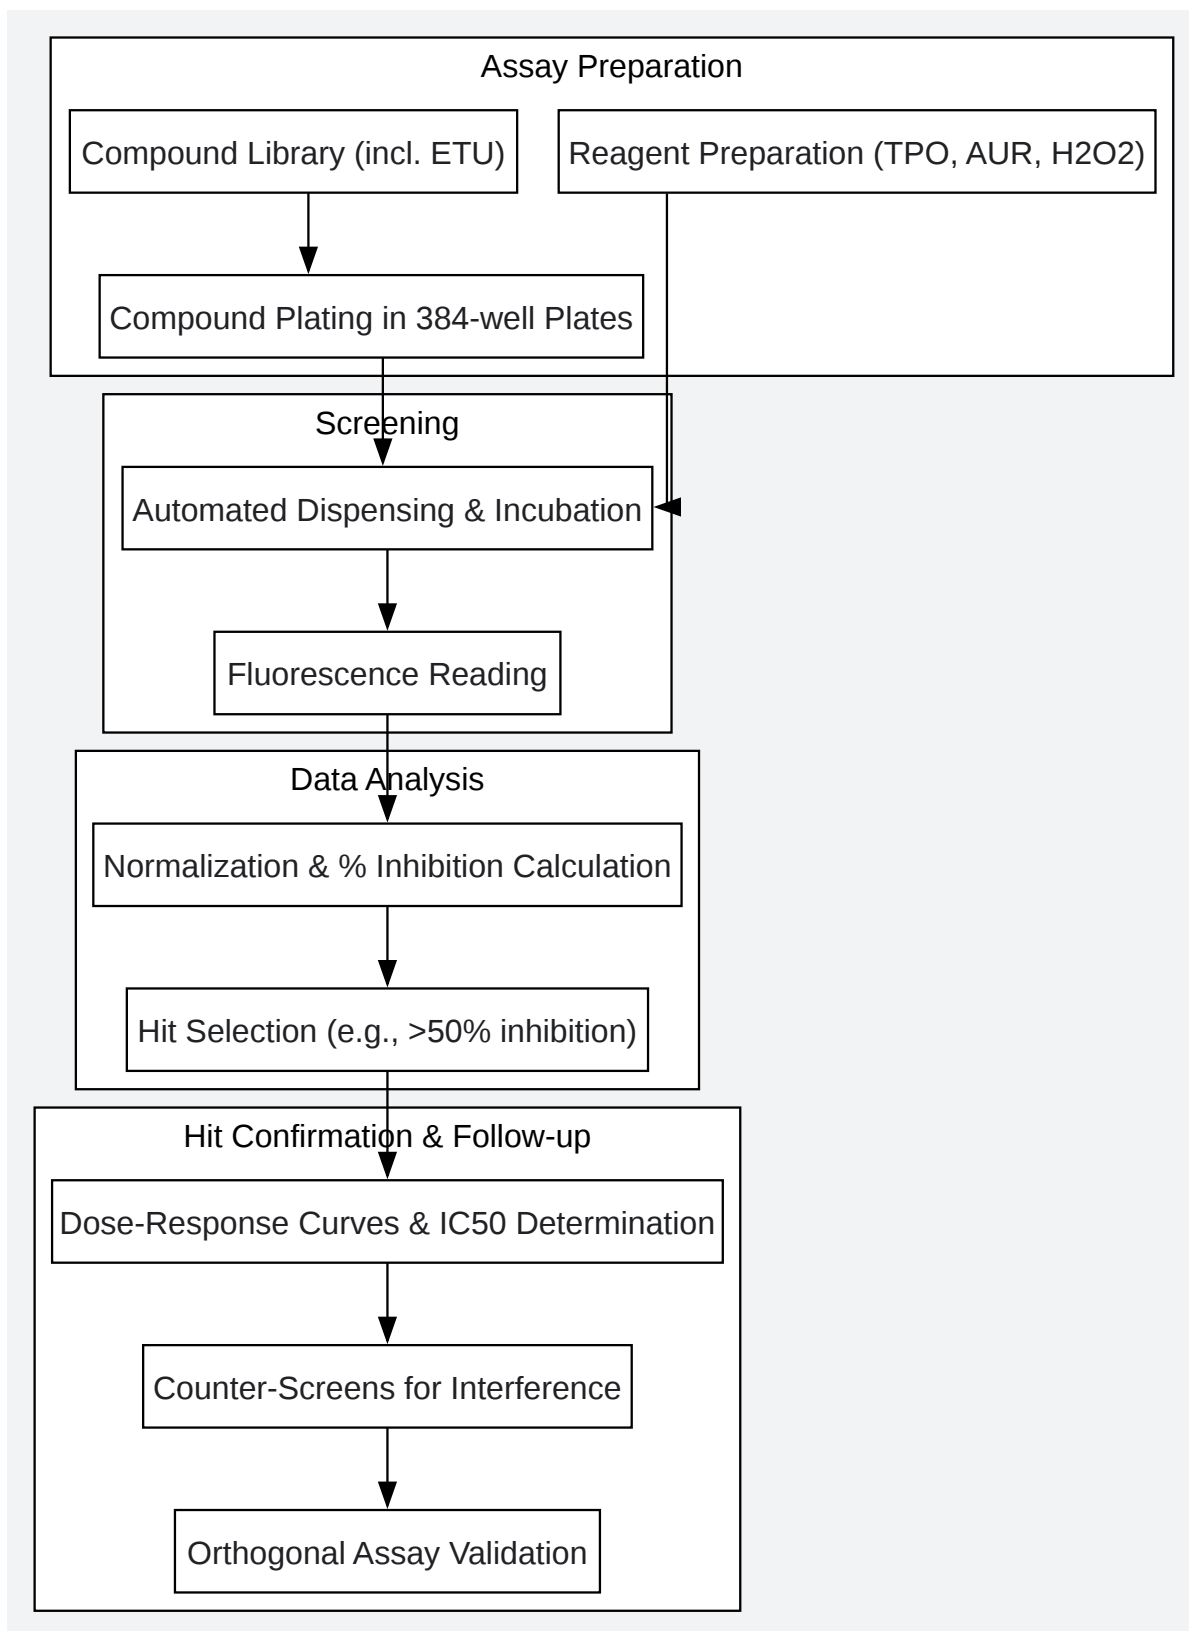 Assay Preparation
Compound Library (incl. ETU)
Reagent Preparation (TPO, AUR, H2O2)
Compound Plating in 384-well Plates
Screening
Automated Dispensing & Incubation
Fluorescence Reading
Data Analysis
Normalization & % Inhibition Calculation
Hit Selection (e.g., >50% inhibition)
Hit Confirmation & Follow-up
Dose-Response Curves & IC50 Determination
Counter-Screens for Interference
Orthogonal Assay Validation